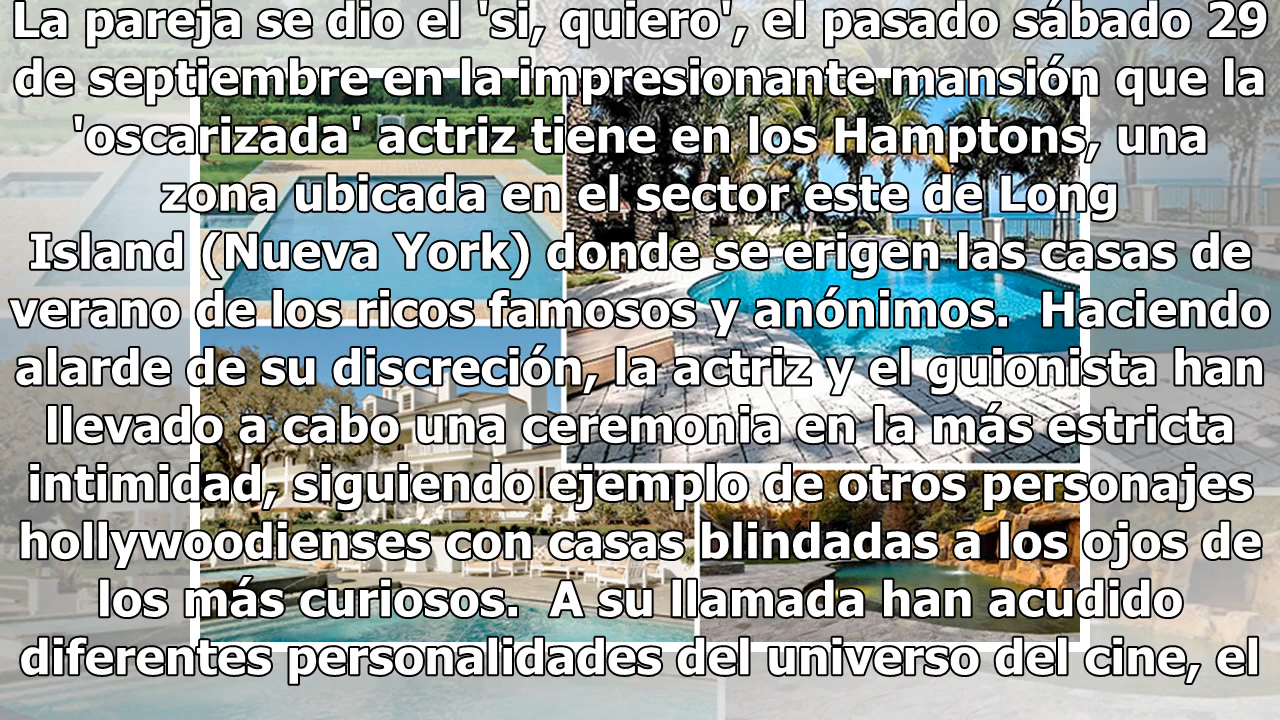 La pareja se dio el 'si, quiero', el pasado sábado 29
de septiembre en la impresionante mansión que la
'oscarizada' actriz tiene en los Hamptons, una
zona ubicada en el sector este de Long
Island (Nueva York) donde se erigen las casas de
verano de los ricos famosos y anónimos.  Haciendo
alarde de su discreción, la actriz y el guionista han
llevado a cabo una ceremonia en la más estricta
intimidad, siguiendo ejemplo de otros personajes
hollywoodienses con casas blindadas a los ojos de
los más curiosos.  A su llamada han acudido
diferentes personalidades del universo del cine, el